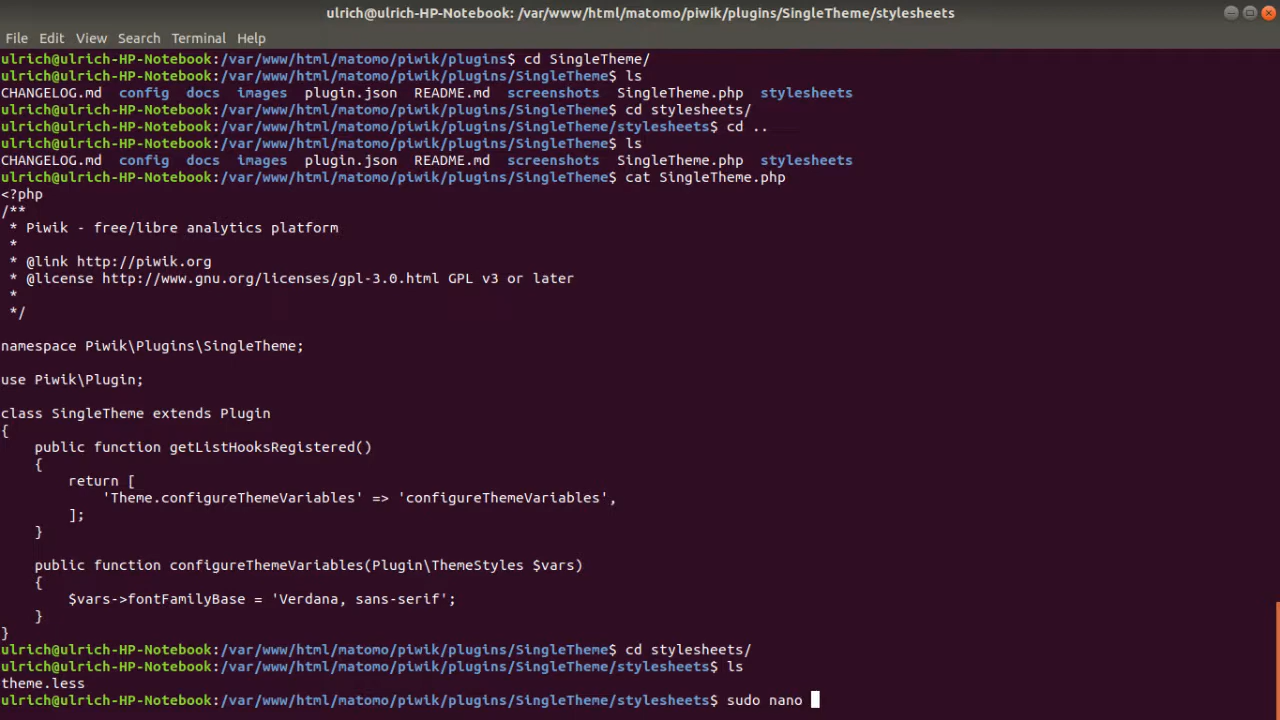 ulrich@ulrich-HP-Notebook: /var/www/html/matomo/piwik/plugins/SingleTheme/stylesheets
File Edit View Search Terminal Help
ulrich@ulrich-HP-Notebook:/var/www/html/matomo/piwik/plugins$ cd SingleTheme/
ulrich@ulrich-HP-Notebook:/var/www/html/matomo/piwik/plugins/SingleTheme$ ls
CHANGELOG.md  config  docs  images  plugin.json  README.md  screenshots  SingleTheme.php  stylesheets
ulrich@ulrich-HP-Notebook:/var/www/html/matomo/piwik/plugins/SingleTheme$ cd stylesheets/
ulrich@ulrich-HP-Notebook:/var/www/html/matomo/piwik/plugins/SingleTheme/stylesheets$ cd ..
ulrich@ulrich-HP-Notebook:/var/www/html/matomo/piwik/plugins/SingleTheme$ ls
CHANGELOG.md  config  docs  images  plugin.json  README.md  screenshots  SingleTheme.php  stylesheets
ulrich@ulrich-HP-Notebook:/var/www/html/matomo/piwik/plugins/SingleTheme$ cat SingleTheme.php
<?php
/**
 * Piwik - free/libre analytics platform
 *
 * @link http://piwik.org
 * @license http://www.gnu.org/licenses/gpl-3.0.html GPL v3 or later
 *
 */
namespace Piwik\Plugins\SingleTheme;
use Piwik\Plugin;
class SingleTheme extends Plugin
{
    public function getListHooksRegistered()
    {
        return [
            'Theme.configureThemeVariables' => 'configureThemeVariables',
        ];
    }
    public function configureThemeVariables(Plugin\ThemeStyles $vars)
    {
        $vars->fontFamilyBase = 'Verdana, sans-serif';
    }
}
ulrich@ulrich-HP-Notebook:/var/www/html/matomo/piwik/plugins/SingleTheme$ cd stylesheets/
ulrich@ulrich-HP-Notebook:/var/www/html/matomo/piwik/plugins/SingleTheme/stylesheets$ ls
theme.less
ulrich@ulrich-HP-Notebook:/var/www/html/matomo/piwik/plugins/SingleTheme/stylesheets$ sudo nano